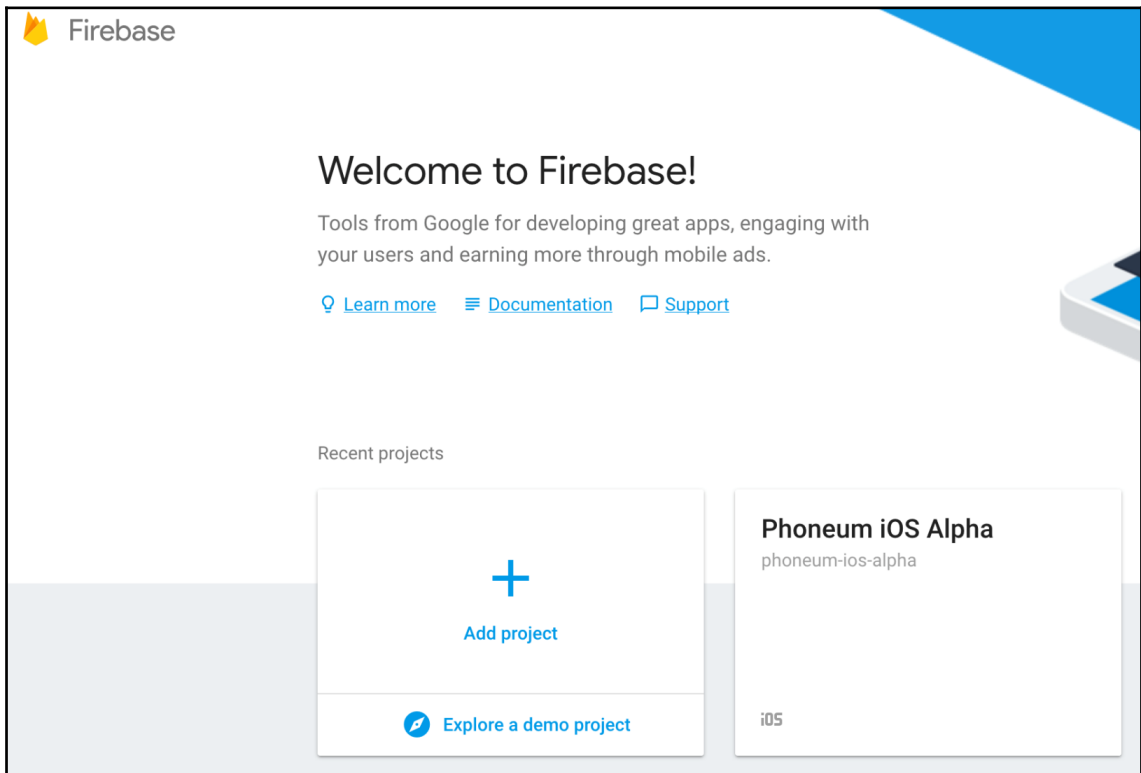 Firebase
Welcome to Firebase!
Tools from Google for developing great apps, engaging with
your users and earning more through mobile ads.
Learn more Documentation Support
Recent projects
Add project
Explore a demo project
Phoneum iOS Alpha
phoneum-ios-alpha
iOS